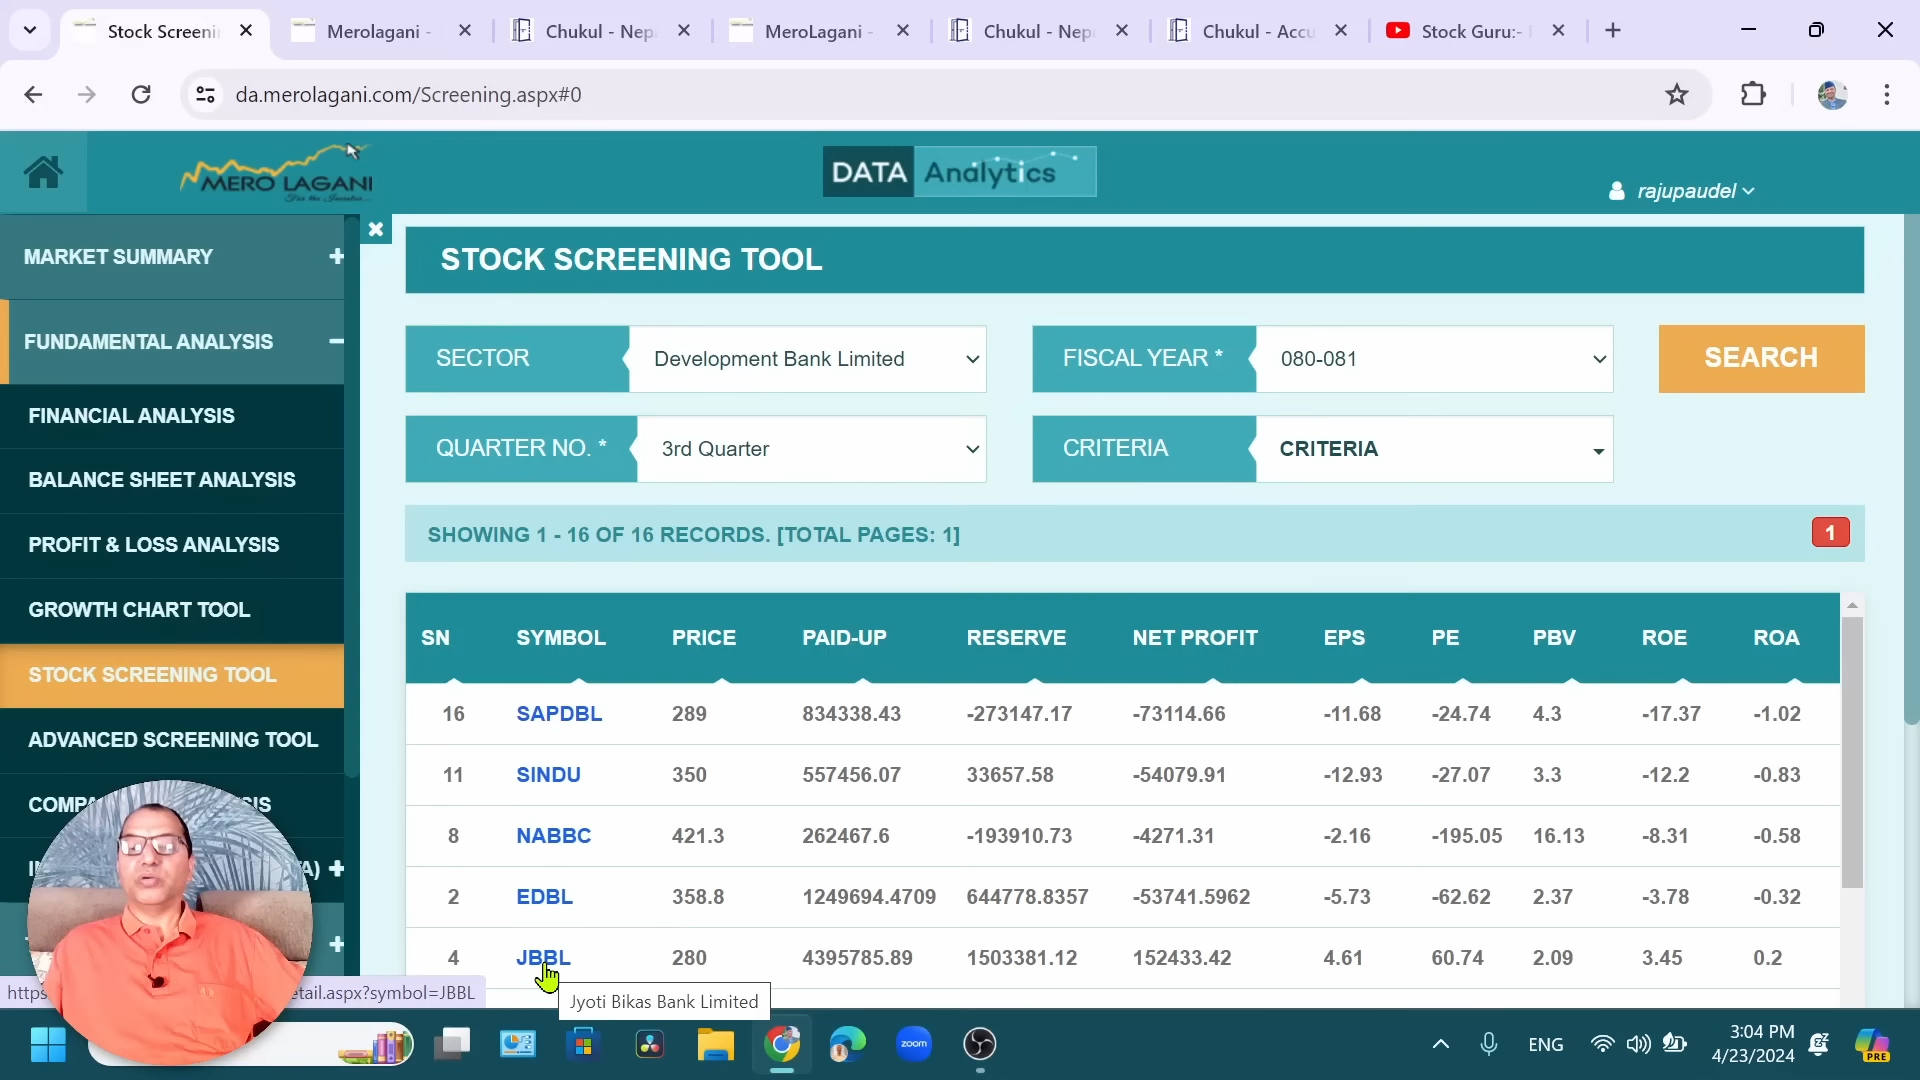 Stock Screeni
Merolagani -
Chukul - Nep
MeroLagani -
Chukul - Nep
Chukul - Accu
Stock Guru:-
da.merolagani.com/Screening.aspx#0
MERO LAGANI
For the Investor...
DATA Analytics
rajupaudel
MARKET SUMMARY
FUNDAMENTAL ANALYSIS
FINANCIAL ANALYSIS
BALANCE SHEET ANALYSIS
PROFIT & LOSS ANALYSIS
GROWTH CHART TOOL
STOCK SCREENING TOOL
ADVANCED SCREENING TOOL
STOCK SCREENING TOOL
SECTOR Development Bank Limited FISCAL YEAR * 080-081 SEARCH
QUARTER NO. * 3rd Quarter CRITERIA CRITERIA
SHOWING 1 - 16 OF 16 RECORDS. [TOTAL PAGES: 1] 1
SN SYMBOL PRICE PAID-UP RESERVE NET PROFIT EPS PE PBV ROE ROA
16 SAPDBL 289 834338.43 -273147.17 -73114.66 -11.68 -24.74 4.3 -17.37 -1.02
11 SINDU 350 557456.07 33657.58 -54079.91 -12.93 -27.07 3.3 -12.2 -0.83
8 NABBC 421.3 262467.6 -193910.73 -4271.31 -2.16 -195.05 16.13 -8.31 -0.58
2 EDBL 358.8 1249694.4709 644778.8357 -53741.5962 -5.73 -62.62 2.37 -3.78 -0.32
4 JBBL 280 4395785.89 1503381.12 152433.42 4.61 60.74 2.09 3.45 0.2
https
etail.aspx?symbol=JBBL
Jyoti Bikas Bank Limited
zoom
ENG
3:04 PM
4/23/2024
PRE